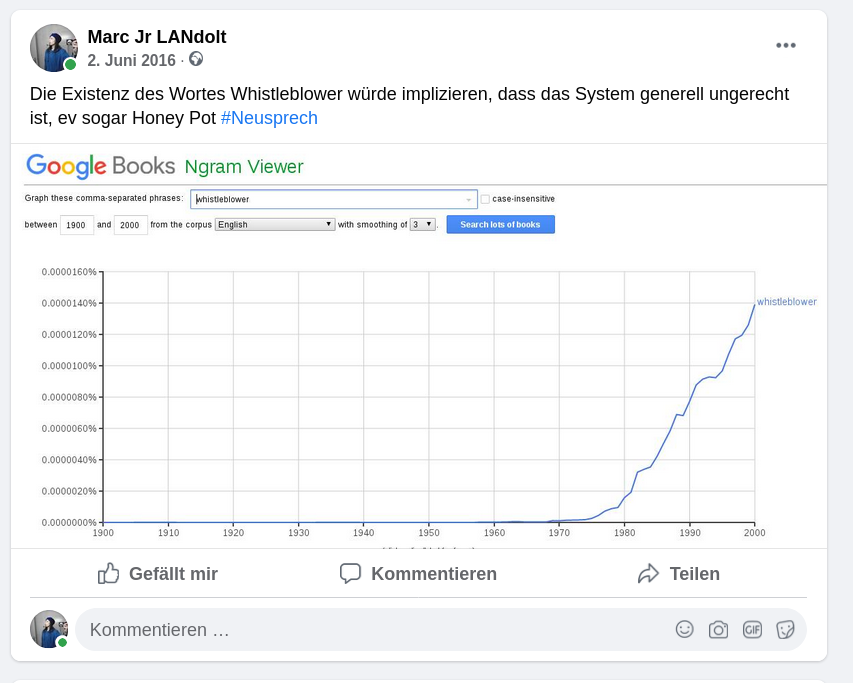 Marc Jr LANdolt
2. Juni 2016 ·
Die Existenz des Wortes Whistleblower würde implizieren, dass das System generell ungerecht
ist, ev sogar Honey Pot #Neusprech
Google Books Ngram Viewer
Graph these comma-separated phrases: whistleblower case-insensitive
between 1900 and 2000 from the corpus English with smoothing of 3 . Search lots of books
0.0000160%
0.0000140%
whistleblower
0.0000120%
0.0000100%
0.0000080%
0.0000060%
0.0000040%
0.0000020%
0.0000000%
1900 1910 1920 1930 1940 1950 1960 1970 1980 1990 2000
Gefällt mir Kommentieren Teilen
Kommentieren … GIF